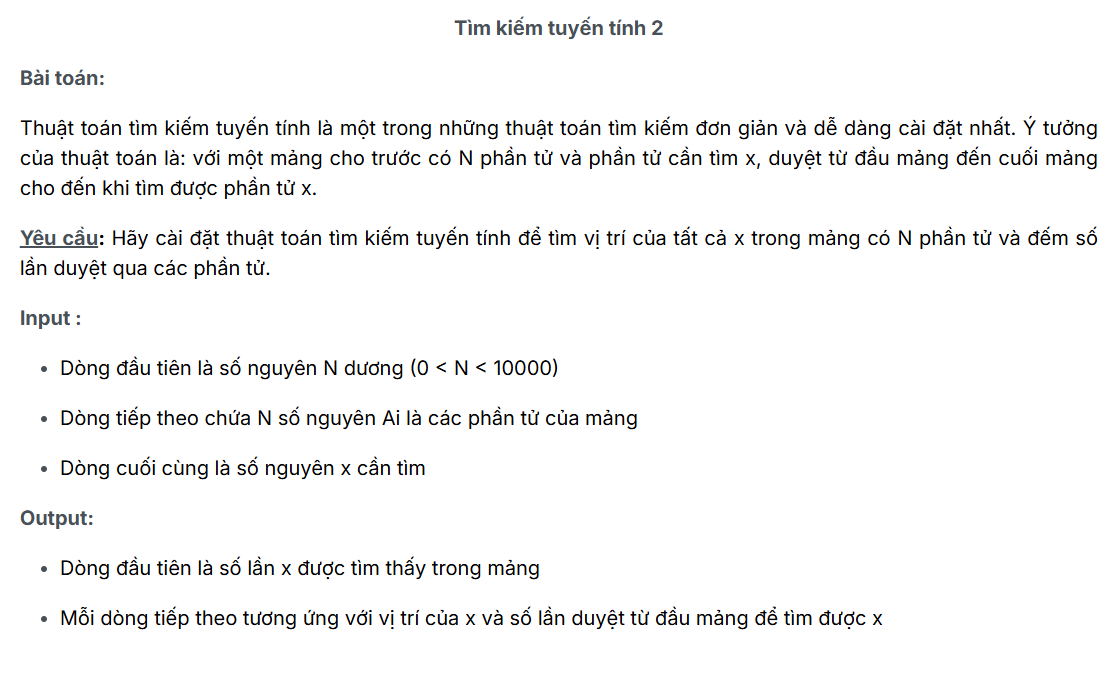 Tìm kiếm tuyến tính 2
Bài toán:
Thuật toán tìm kiếm tuyến tính là một trong những thuật toán tìm kiếm đơn giản và dễ dàng cài đặt nhất. Ý tưởng
của thuật toán là: với một mảng cho trước có N phần tử và phần tử cần tìm x, duyệt từ đầu mảng đến cuối mảng
cho đến khi tìm được phần tử x.
Yêu cầu: Hãy cài đặt thuật toán tìm kiếm tuyến tính để tìm vị trí của tất cả x trong mảng có N phần tử và đếm số
lần duyệt qua các phần tử.
Input :
• Dòng đầu tiên là số nguyên N dương (0 < N < 10000)
• Dòng tiếp theo chứa N số nguyên Ai là các phần tử của mảng
• Dòng cuối cùng là số nguyên x cần tìm
Output:
• Dòng đầu tiên là số lần x được tìm thấy trong mảng
• Mỗi dòng tiếp theo tương ứng với vị trí của x và số lần duyệt từ đầu mảng để tìm được x